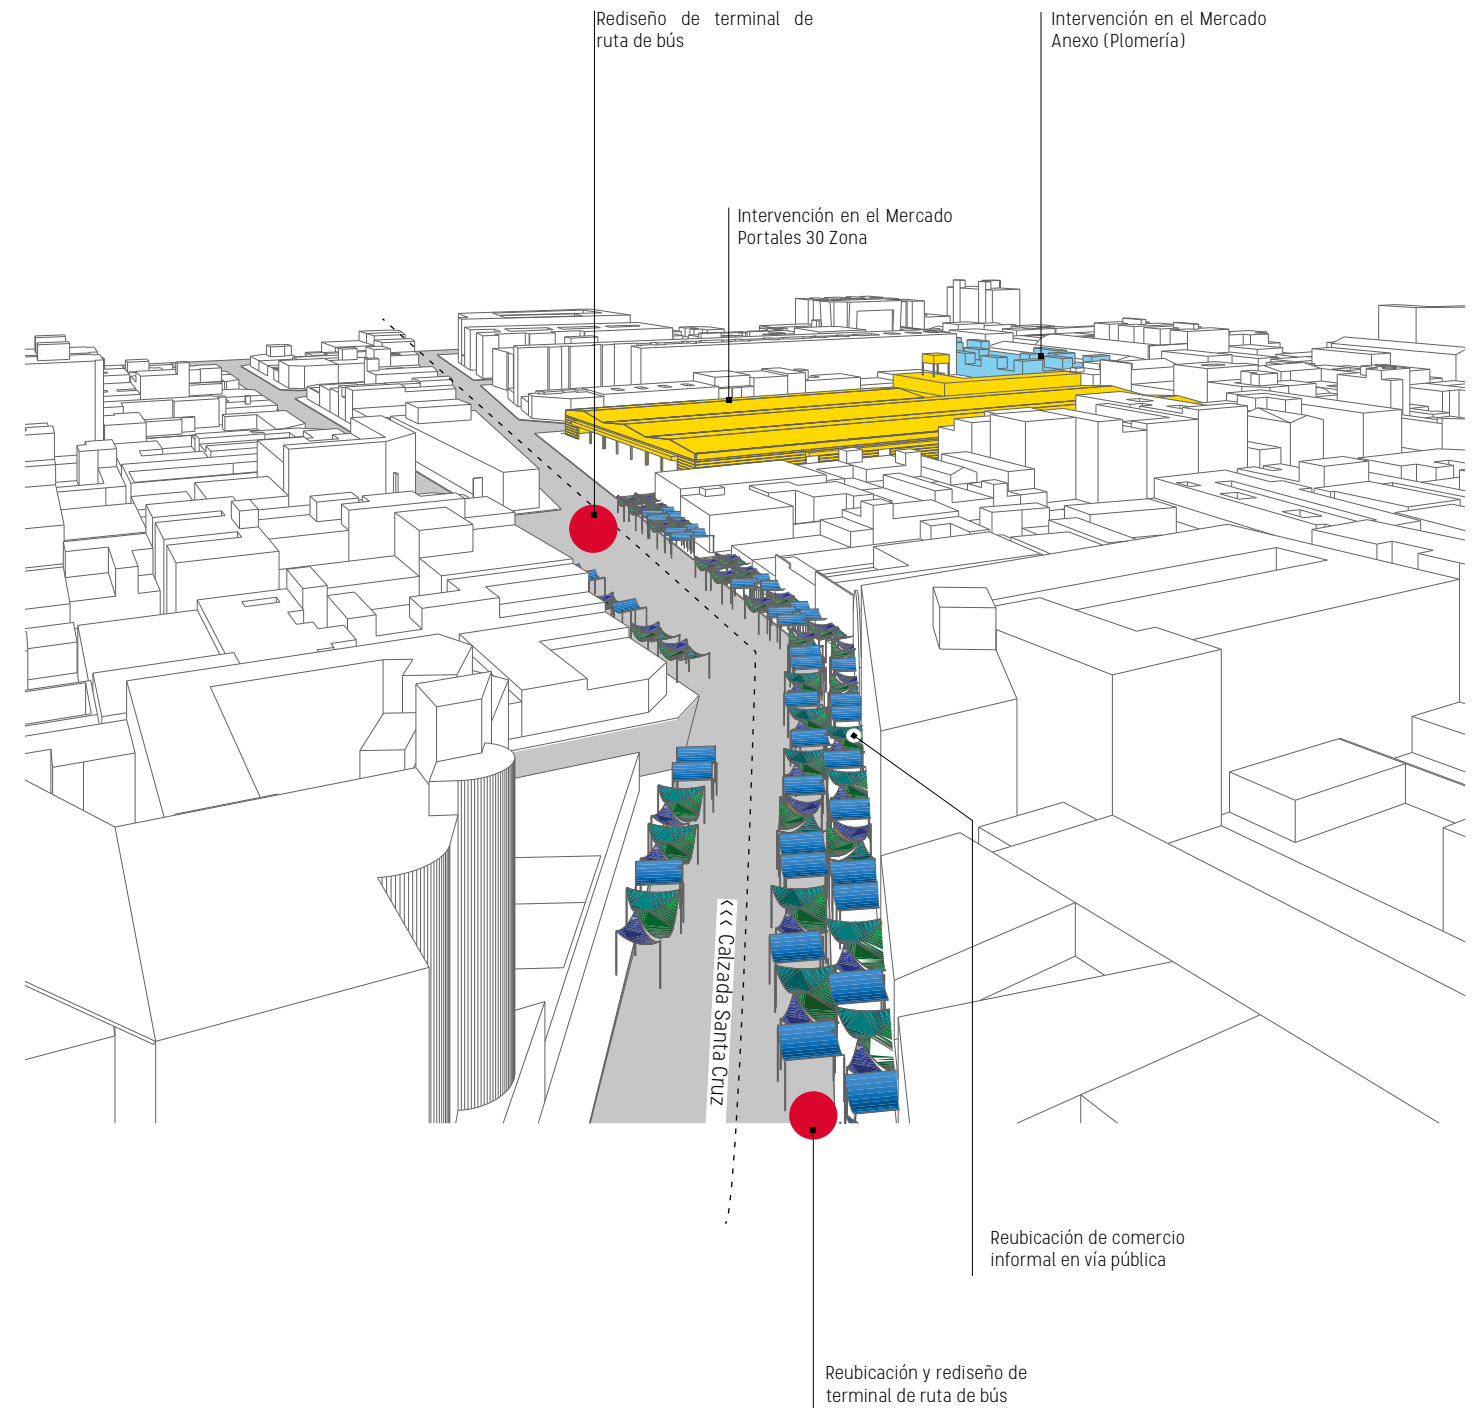 Rediseño de terminal de
ruta de bús
Intervención en el Mercado
Anexo (Plomería)
Intervención en el Mercado
Portales 30 Zona
<<< Calzada Santa Cruz
Reubicación de comercio
informal en vía pública
Reubicación y rediseño de
terminal de ruta de bús